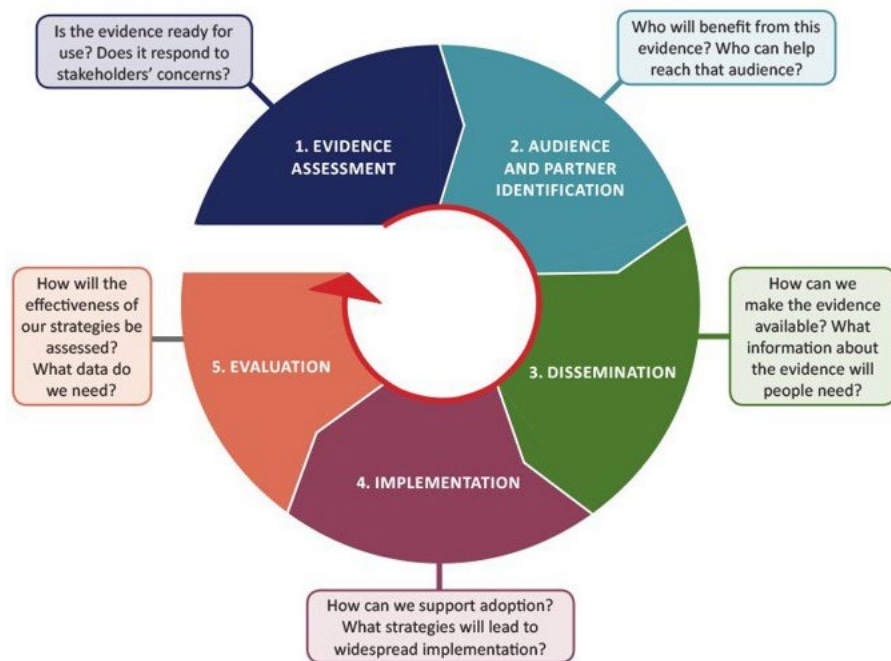 Is the evidence ready for
use? Does it respond to
stakeholders’ concerns?
Who will benefit from this
evidence? Who can help
reach that audience?
1. EVIDENCE
ASSESSMENT
2. AUDIENCE
AND PARTNER
IDENTIFICATION
How can we
make the evidence
available? What
information about
the evidence will
people need?
3. DISSEMINATION
How can we support adoption?
What strategies will lead to
widespread implementation?
4. IMPLEMENTATION
How will the
effectiveness of
our strategies be
assessed?
What data do
we need?
5. EVALUATION